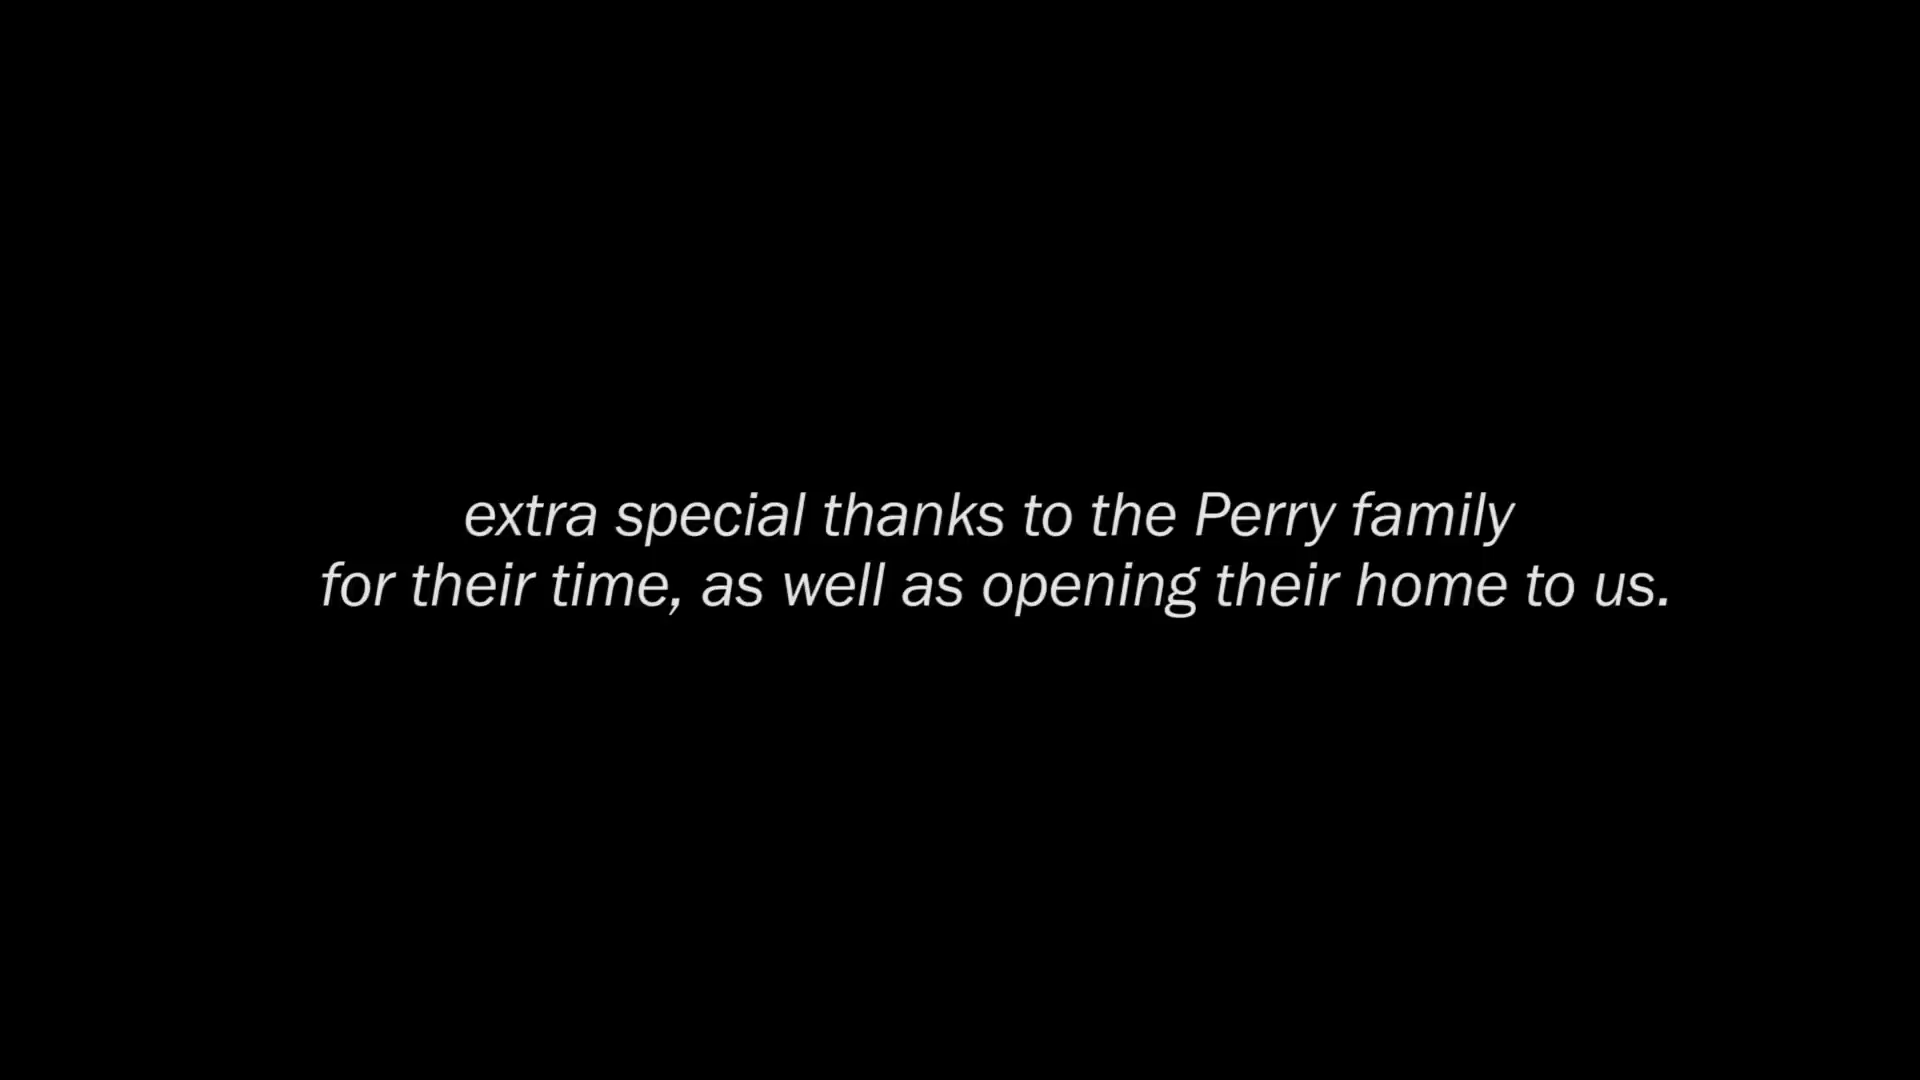 extra special thanks to the Perry family
for their time, as well as opening their home to us.